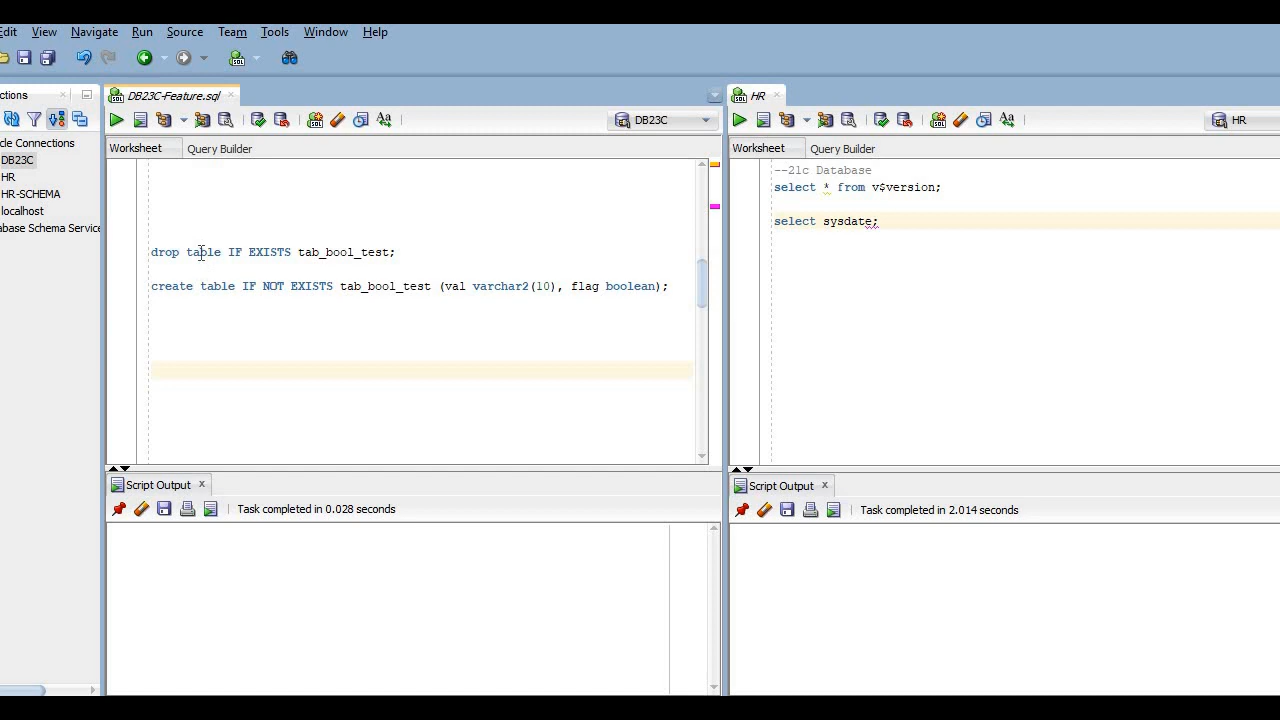 Edit View Navigate Run Source Team Tools Window Help
ctions
cle Connections
DB23C
HR
HR-SCHEMA
localhost
base Schema Service
DB23C-Feature.sql
DB23C
Worksheet Query Builder
drop table IF EXISTS tab_bool_test;
create table IF NOT EXISTS tab_bool_test (val varchar2(10), flag boolean);
Script Output
Task completed in 0.028 seconds
HR
HR
Worksheet Query Builder
--21c Database
select * from v$version;
select sysdate;
Script Output
Task completed in 2.014 seconds